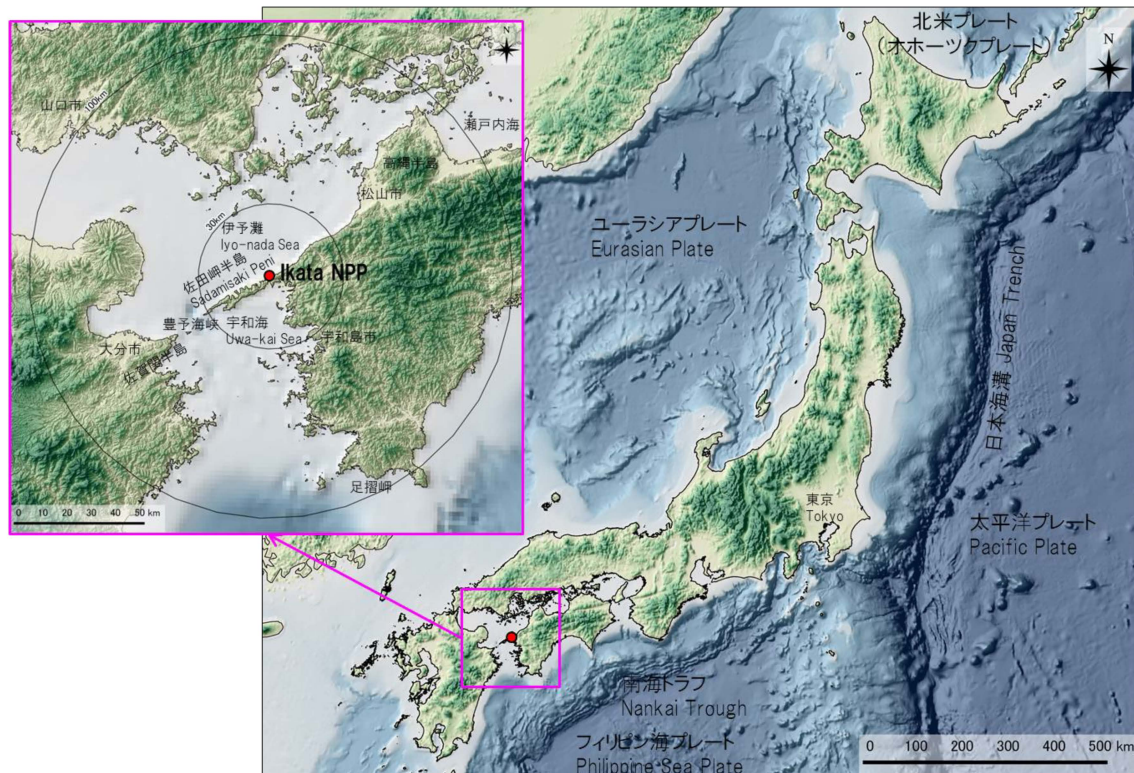 北米プレート
(オホーツクプレート)
N
ユーラシアプレート
Eurasian Plate
日本海溝 Japan Trench
東京
Tokyo
太平洋プレート
Pacific Plate
南海トラフ
Nankai Trough
フィリピン海プレート
Philippine Sea Plate
0 100 200 300 400 500 km
N
山口市
100km
瀬戸内海
高縄半島
松山市
30km
伊予灘
Iyo-nada Sea
佐田岬半島
Sadamisaki Peni
Ikata NPP
豊予海峡
宇和海
Uwa-kai Sea
宇和島市
大分市
佐賀関半島
足摺岬
0 10 20 30 40 50 km